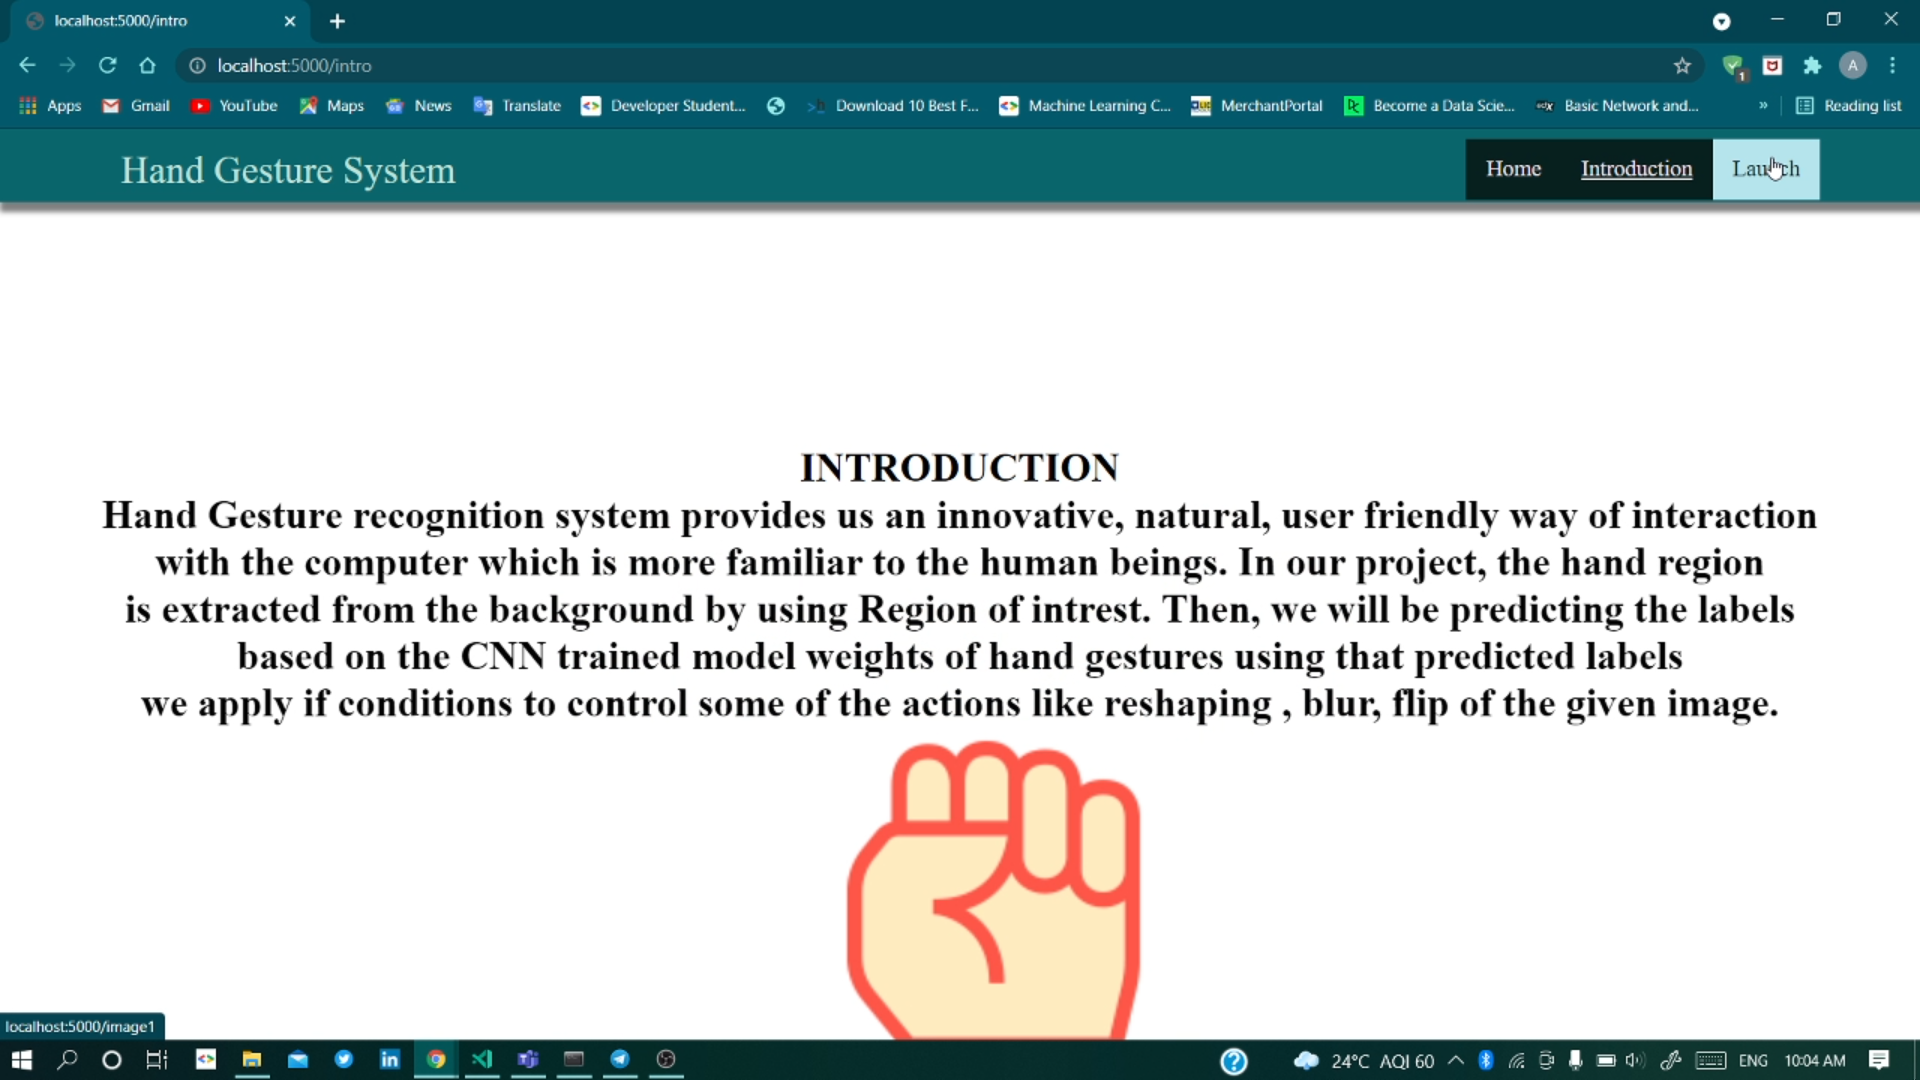 localhost:5000/intro
localhost:5000/intro
1
A
Apps Gmail YouTube Maps News Translate Developer Student... Download 10 Best F... Machine Learning C... MerchantPortal Become a Data Scie... Basic Network and... » Reading list
Hand Gesture System
Home Introduction Launch
INTRODUCTION
Hand Gesture recognition system provides us an innovative, natural, user friendly way of interaction
with the computer which is more familiar to the human beings. In our project, the hand region
is extracted from the background by using Region of intrest. Then, we will be predicting the labels
based on the CNN trained model weights of hand gestures using that predicted labels
we apply if conditions to control some of the actions like reshaping , blur, flip of the given image.
localhost:5000/image1
24°C AQI 60 ENG 10:04 AM